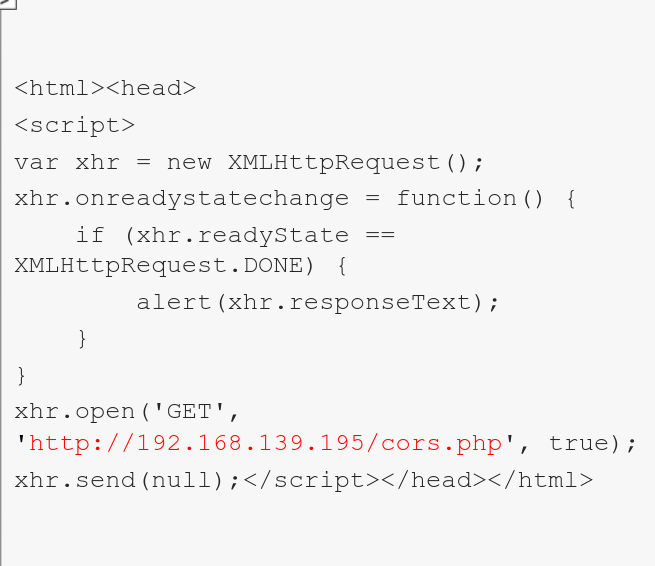 <html><head>
<script>
var xhr = new XMLHttpRequest();
xhr.onreadystatechange = function() {
    if (xhr.readyState ==
XMLHttpRequest.DONE) {
        alert(xhr.responseText);
    }
}
xhr.open('GET',
'http://192.168.139.195/cors.php', true);
xhr.send(null);</script></head></html>